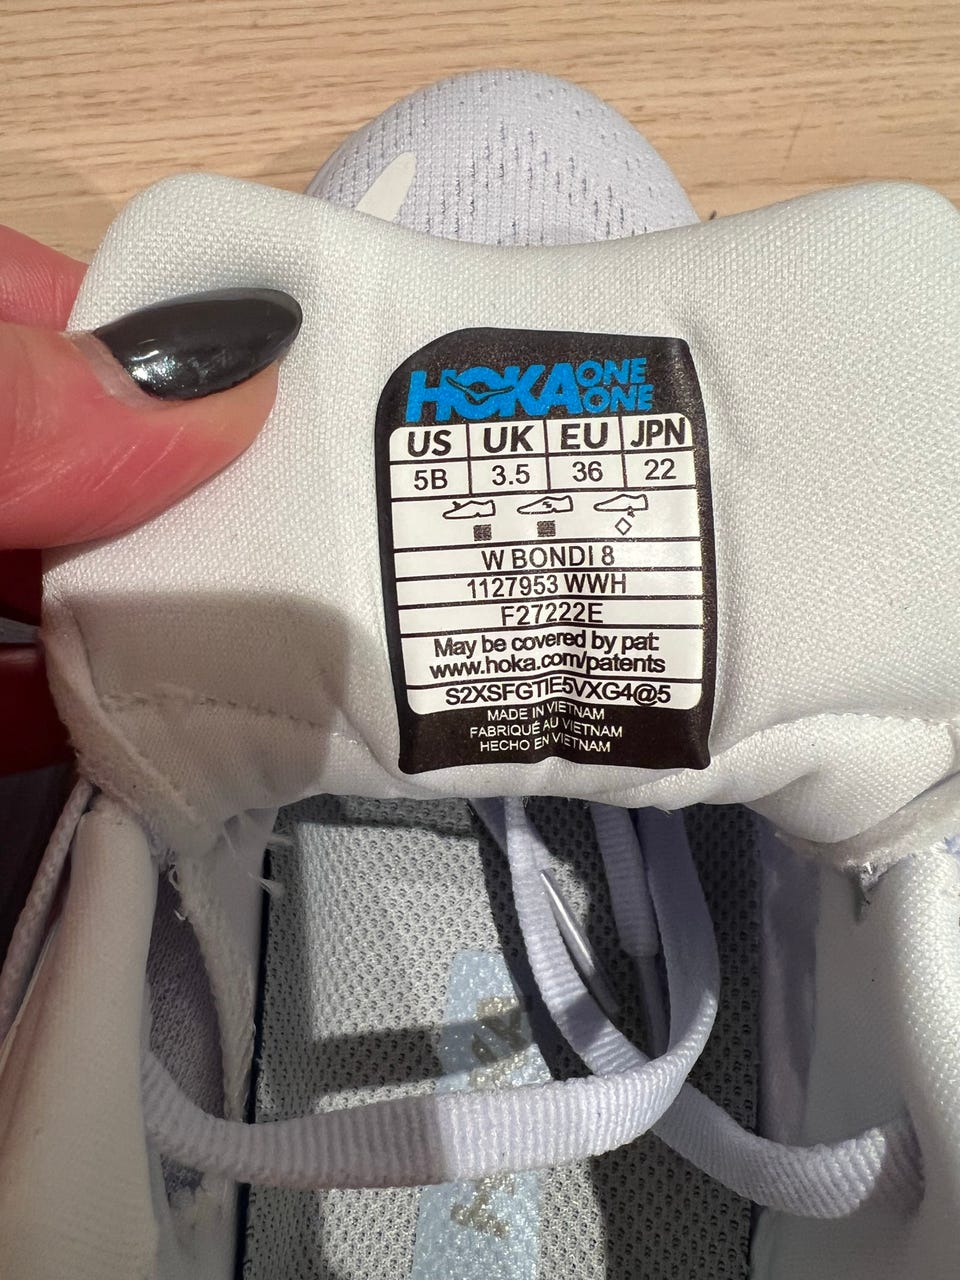 HOKA ONE ONE
US UK EU JPN
5B 3.5 36 22
W BONDI 8
1127953 WWH
F27222E
May be covered by pat:
www.hoka.com/patents
S2XSFGTIE5VXG4@5
MADE IN VIETNAM
FABRIQUÉ AU VIETNAM
HECHO EN VIETNAM